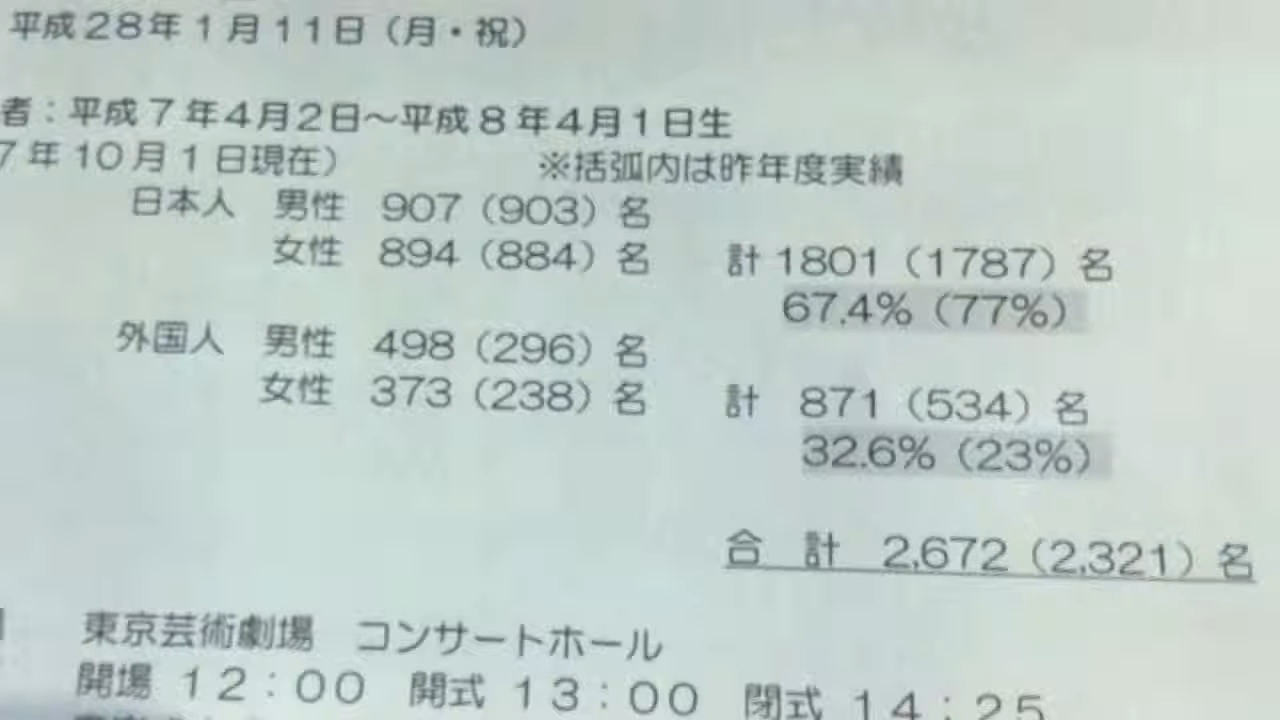 平成28年1月11日（月・祝）
者：平成7年4月2日～平成8年4月1日生
7年10月1日現在） ※括弧内は昨年度実績
日本人 男性 907（903）名
女性 894（884）名 計1801（1787）名
67.4%（77%）
外国人 男性 498（296）名
女性 373（238）名 計 871（534）名
32.6%（23%）
合 計 2,672（2,321）名
東京芸術劇場 コンサートホール
開場 12：00 開式 13：00 閉式 14：25